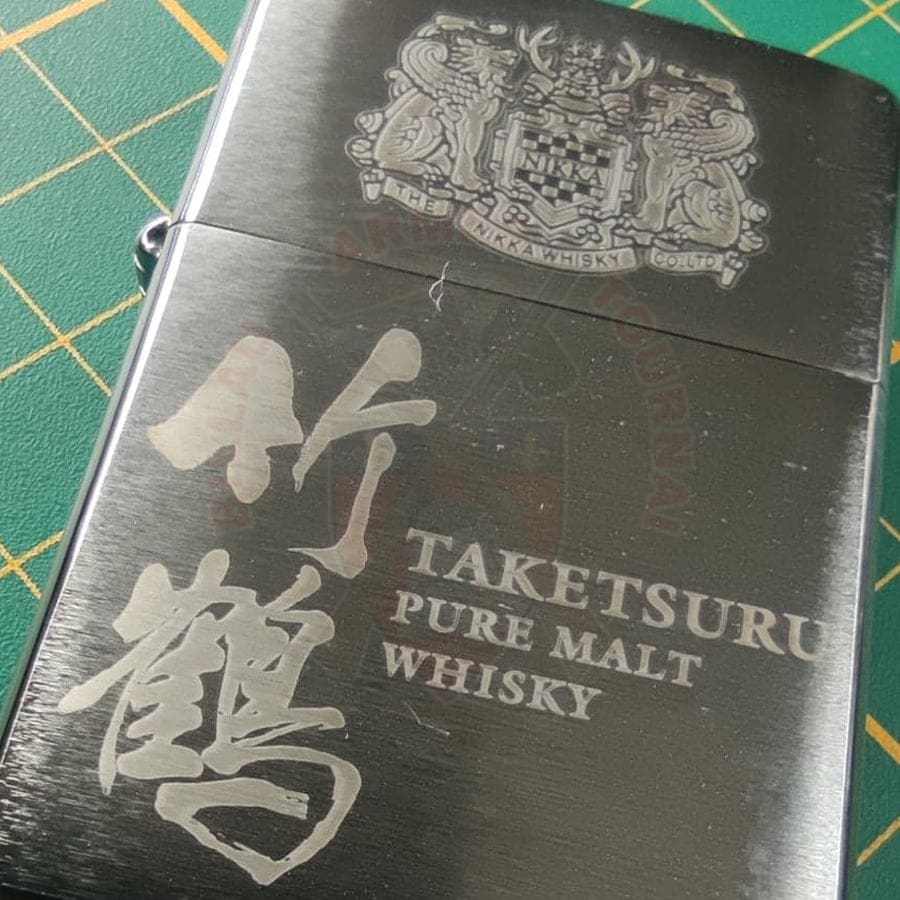 NIKKA
THE NIKKA WHISKY CO.LTD.
竹鶴
TAKETSURU
PURE MALT
WHISKY